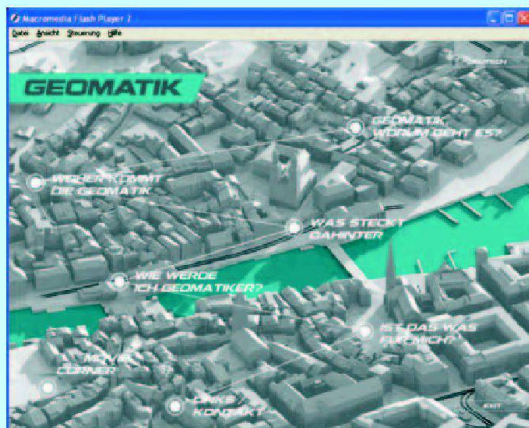 Macromedia Flash Player 7
Datei Ansicht Steuerung Hilfe
GEOMATIK
GEOMATIK
WORUM GEHT ES?
WOHER KOMMT
DIE GEOMATIK
WAS STECKT
DAHINTER
WIE WERDE
ICH GEOMATIKER?
IST DAS WAS
FÜR MICH?
MOVIE
CORNER
LINKS
KONTAKT
EXIT